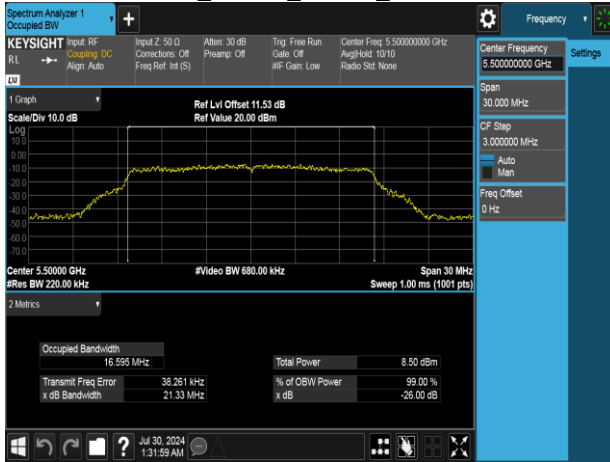 Spectrum Analyzer 1
Occupied BW
Frequency
KEYSIGHT
RL
LXI
Input: RF
Coupling: DC
Align: Auto
Input Z: 50 Ω
Corrections: Off
Freq Ref: Int (S)
Atten: 30 dB
Preamp: Off
Trig: Free Run
Gate: Off
#IF Gain: Low
Center Freq: 5.500000000 GHz
Avg|Hold: 10/10
Radio Std: None
Center Frequency
5.500000000 GHz
Settings
Span
30.000 MHz
CF Step
3.000000 MHz
Auto
Man
Freq Offset
0 Hz
1 Graph
Scale/Div 10.0 dB
Ref Lvl Offset 11.53 dB
Ref Value 20.00 dBm
Log
10.0
0.00
-10.0
-20.0
-30.0
-40.0
-50.0
-60.0
-70.0
Center 5.50000 GHz
#Res BW 220.00 kHz
#Video BW 680.00 kHz
Span 30 MHz
Sweep 1.00 ms (1001 pts)
2 Metrics
Occupied Bandwidth
16.595 MHz
Total Power 8.50 dBm
Transmit Freq Error 38.261 kHz
% of OBW Power 99.00 %
x dB Bandwidth 21.33 MHz
x dB -26.00 dB
Jul 30, 2024
1:31:59 AM